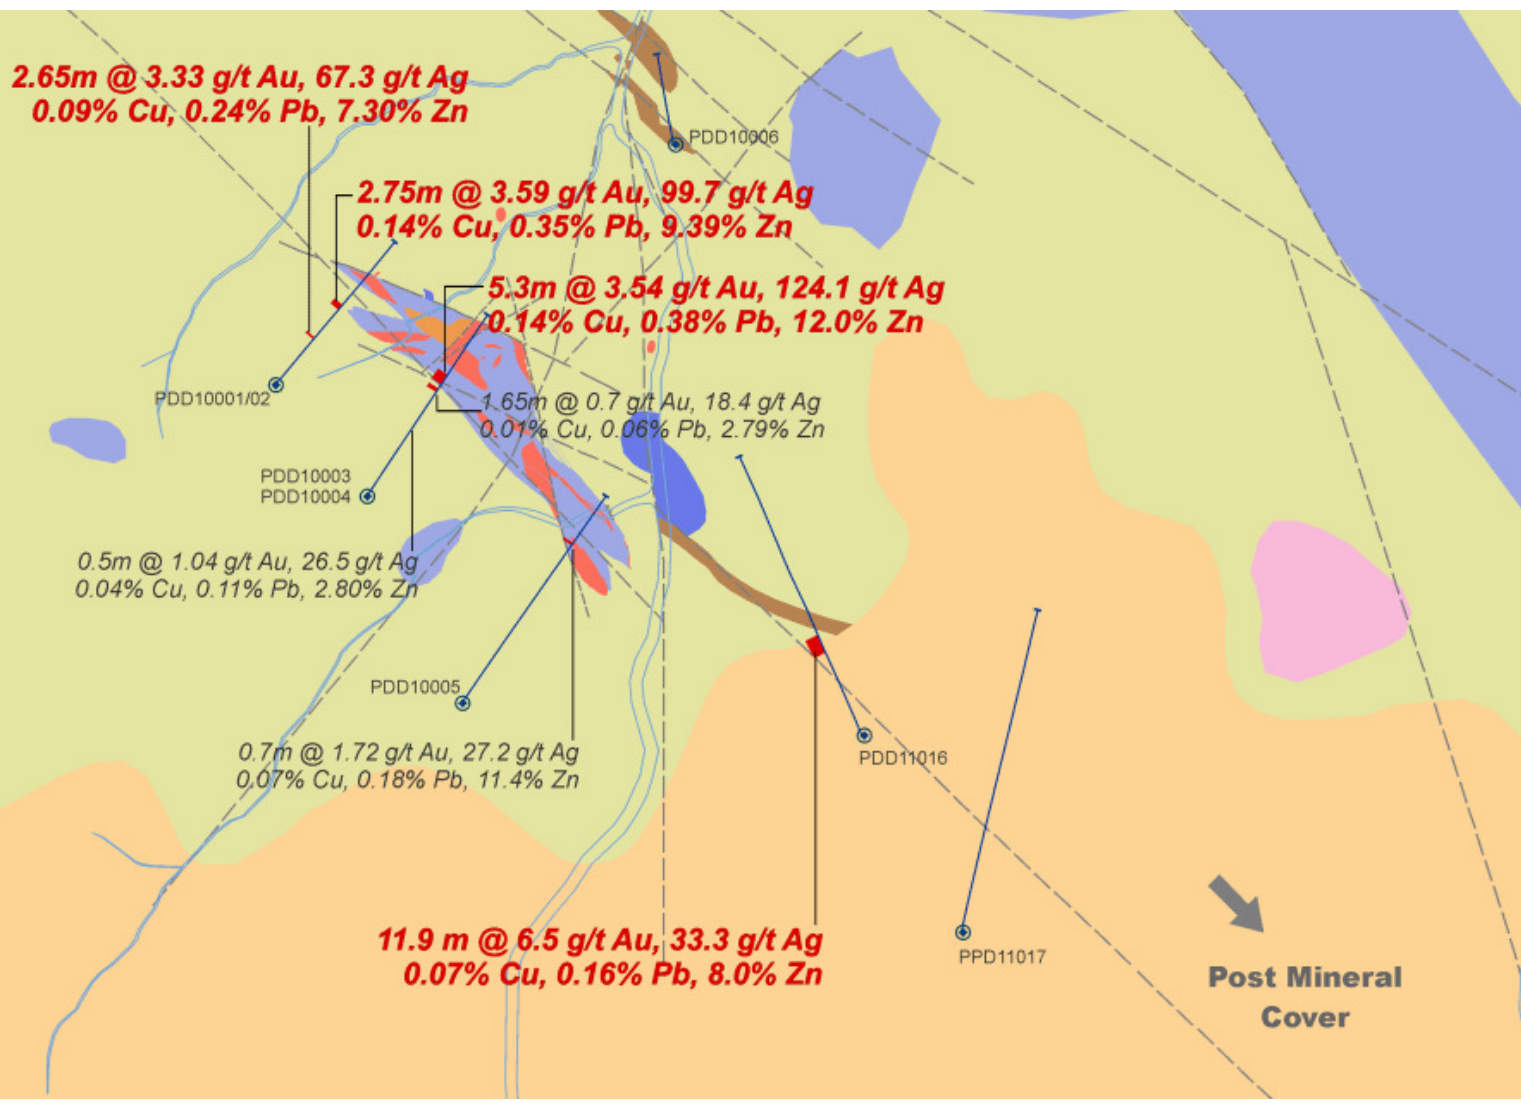 2.65m @ 3.33 g/t Au, 67.3 g/t Ag
0.09% Cu, 0.24% Pb, 7.30% Zn
PDD10006
2.75m @ 3.59 g/t Au, 99.7 g/t Ag
0.14% Cu, 0.35% Pb, 9.39% Zn
5.3m @ 3.54 g/t Au, 124.1 g/t Ag
0.14% Cu, 0.38% Pb, 12.0% Zn
PDD10001/02
1.65m @ 0.7 g/t Au, 18.4 g/t Ag
0.01% Cu, 0.06% Pb, 2.79% Zn
PDD10003
PDD10004
0.5m @ 1.04 g/t Au, 26.5 g/t Ag
0.04% Cu, 0.11% Pb, 2.80% Zn
PDD10005
0.7m @ 1.72 g/t Au, 27.2 g/t Ag
0.07% Cu, 0.18% Pb, 11.4% Zn
PDD11016
11.9 m @ 6.5 g/t Au, 33.3 g/t Ag
0.07% Cu, 0.16% Pb, 8.0% Zn
PPD11017
Post Mineral
Cover